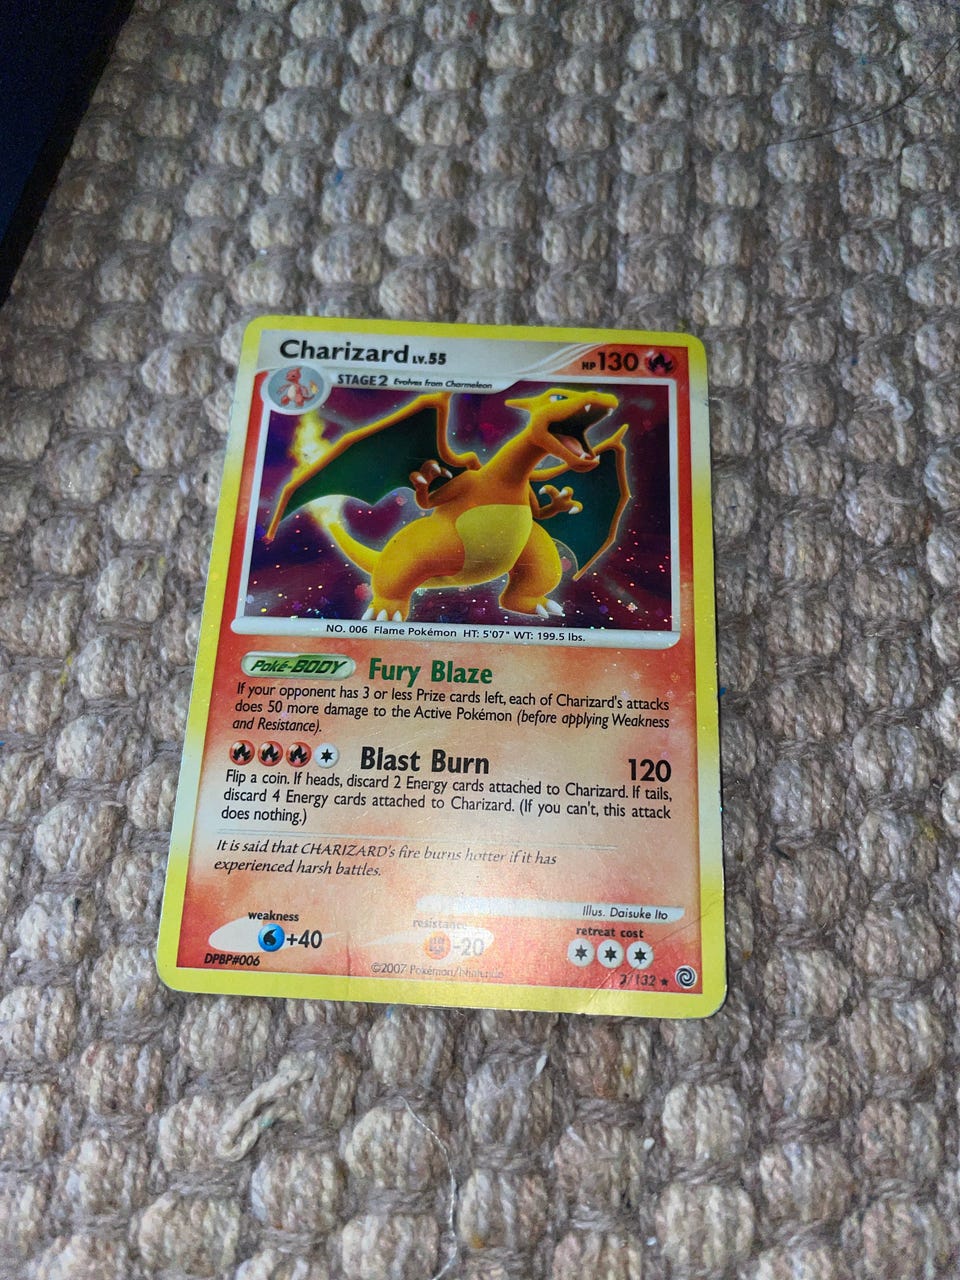 Charizard LV.55
HP 130
STAGE2 Evolves from Charmeleon
NO. 006 Flame Pokémon HT: 5'07" WT: 199.5 lbs.
Poké-BODY Fury Blaze
If your opponent has 3 or less Prize cards left, each of Charizard's attacks
does 50 more damage to the Active Pokémon (before applying Weakness
and Resistance).
Blast Burn 120
Flip a coin. If heads, discard 2 Energy cards attached to Charizard. If tails,
discard 4 Energy cards attached to Charizard. (If you can't, this attack
does nothing.)
It is said that CHARIZARD's fire burns hotter if it has
experienced harsh battles.
Illus. Daisuke Ito
weakness
+40
resistance
-20
retreat cost
DPBP#006
©2007 Pokémon/Nintendo
3/132